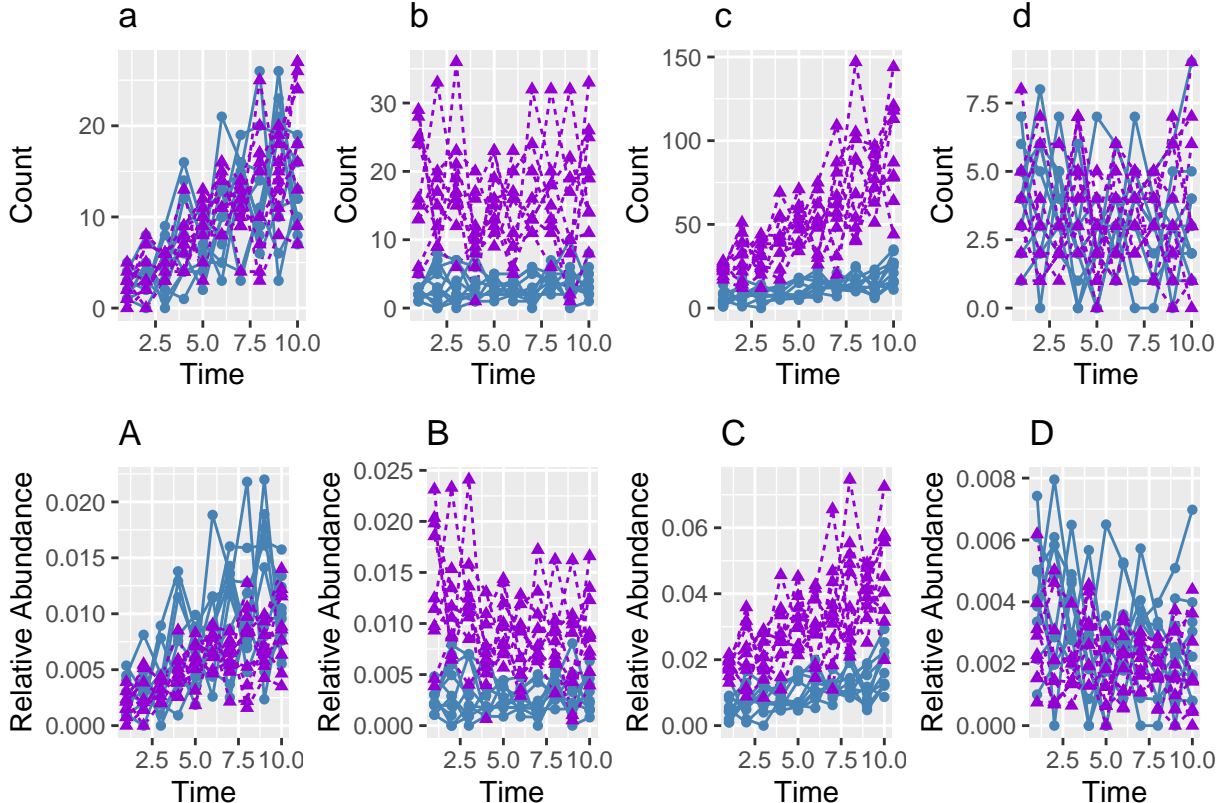 a
b
c
d
Count
0
10
20
2.5 5.0 7.5 10.0
Time
Count
0
10
20
30
2.5 5.0 7.5 10.0
Time
Count
0
50
100
150
2.5 5.0 7.5 10.0
Time
Count
0.0
2.5
5.0
7.5
2.5 5.0 7.5 10.0
Time
A
B
C
D
Relative Abundance
0.000
0.005
0.010
0.015
0.020
2.5 5.0 7.5 10.0
Time
Relative Abundance
0.000
0.005
0.010
0.015
0.020
0.025
2.5 5.0 7.5 10.0
Time
Relative Abundance
0.00
0.02
0.04
0.06
2.5 5.0 7.5 10.0
Time
Relative Abundance
0.000
0.002
0.004
0.006
0.008
2.5 5.0 7.5 10.0
Time